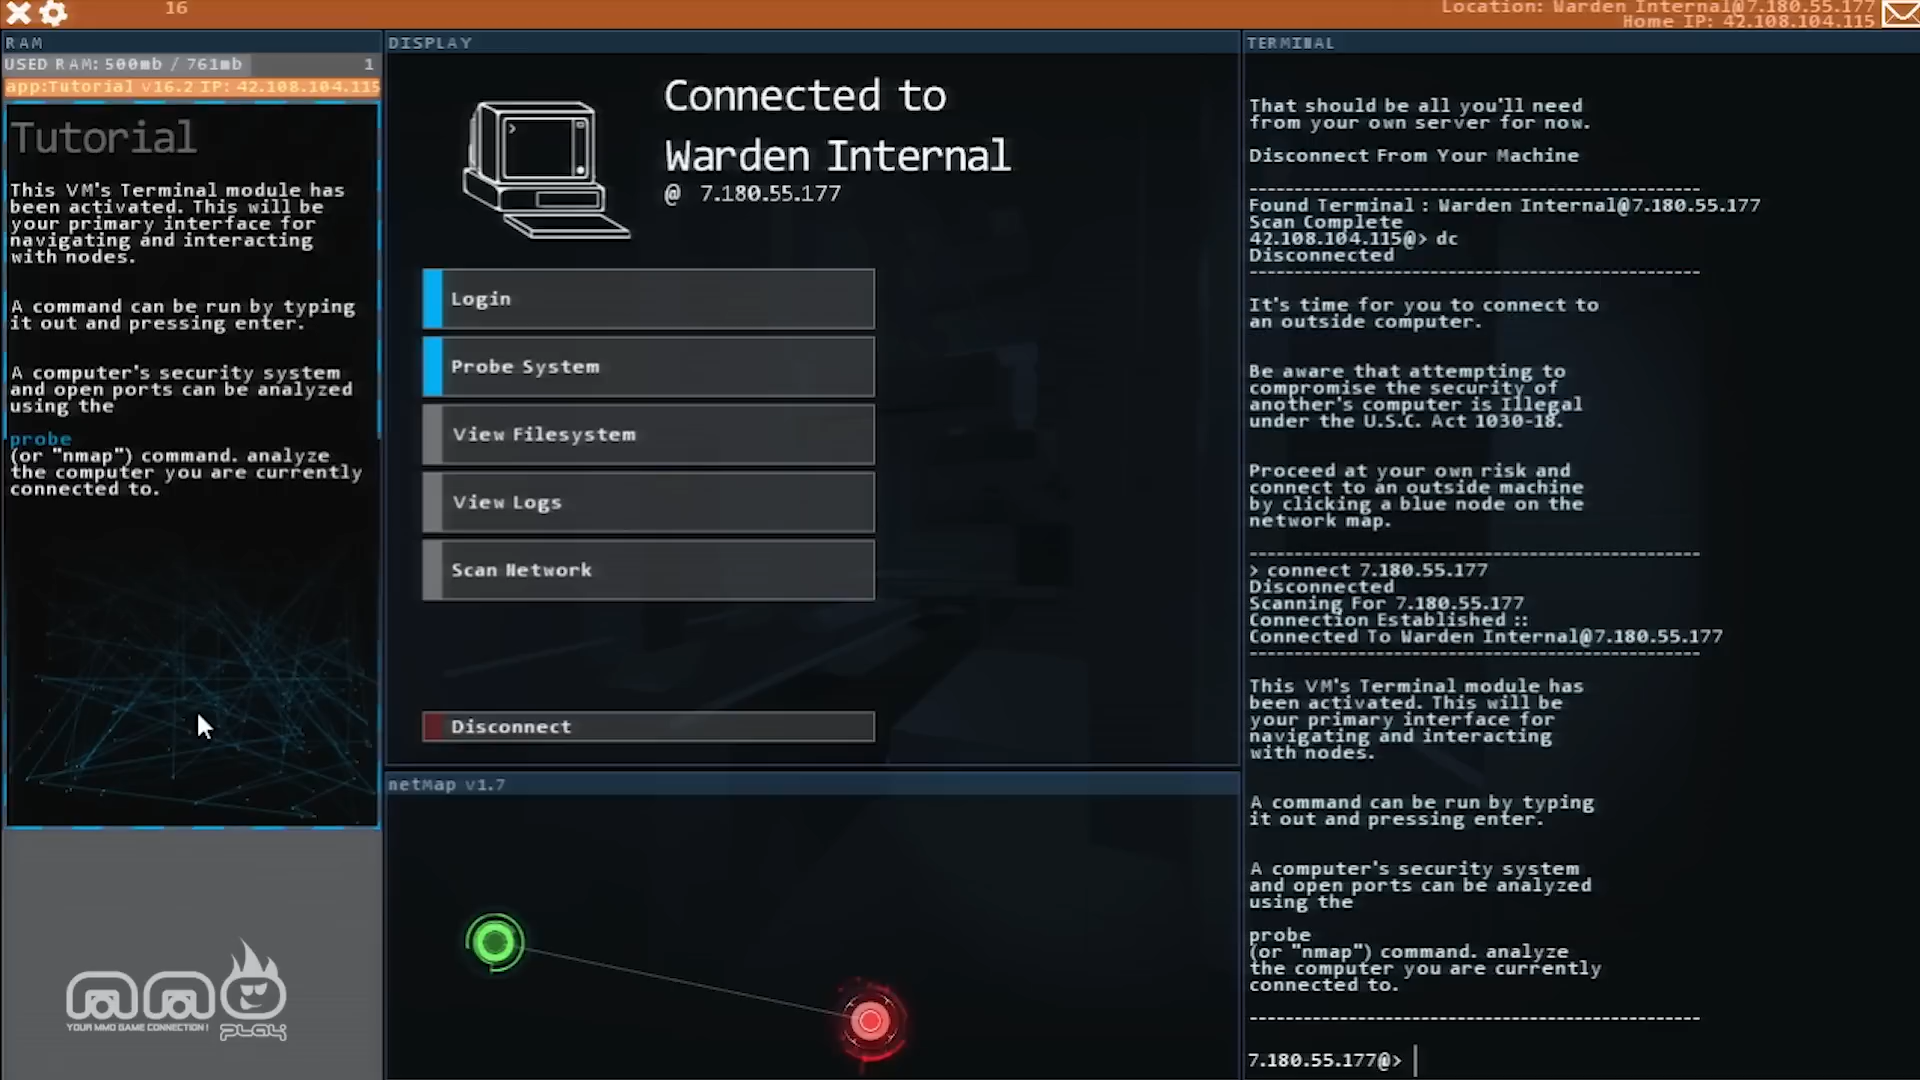 16
Location: Warden Internal@7.180.55.177
Home IP: 42.108.104.115
RAM
USED RAM: 500mb / 761mb 1
app:Tutorial v16.2 IP: 42.108.104.115
Tutorial
This VM's Terminal module has
been activated. This will be
your primary interface for
navigating and interacting
with nodes.
A command can be run by typing
it out and pressing enter.
A computer's security system
and open ports can be analyzed
using the
probe
(or "nmap") command. analyze
the computer you are currently
connected to.
YOUR MMO GAME CONNECTION!
PLAY
DISPLAY
Connected to
Warden Internal
@ 7.180.55.177
Login
Probe System
View Filesystem
View Logs
Scan Network
Disconnect
netMap v1.7
TERMINAL
That should be all you'll need
from your own server for now.
Disconnect From Your Machine
--------------------------------------------------
Found Terminal : Warden Internal@7.180.55.177
Scan Complete
42.108.104.115@> dc
Disconnected
--------------------------------------------------
It's time for you to connect to
an outside computer.
Be aware that attempting to
compromise the security of
another's computer is Illegal
under the U.S.C. Act 1030-18.
Proceed at your own risk and
connect to an outside machine
by clicking a blue node on the
network map.
--------------------------------------------------
> connect 7.180.55.177
Disconnected
Scanning For 7.180.55.177
Connection Established ::
Connected To Warden Internal@7.180.55.177
--------------------------------------------------
This VM's Terminal module has
been activated. This will be
your primary interface for
navigating and interacting
with nodes.
A command can be run by typing
it out and pressing enter.
A computer's security system
and open ports can be analyzed
using the
probe
(or "nmap") command. analyze
the computer you are currently
connected to.
--------------------------------------------------
7.180.55.177@>